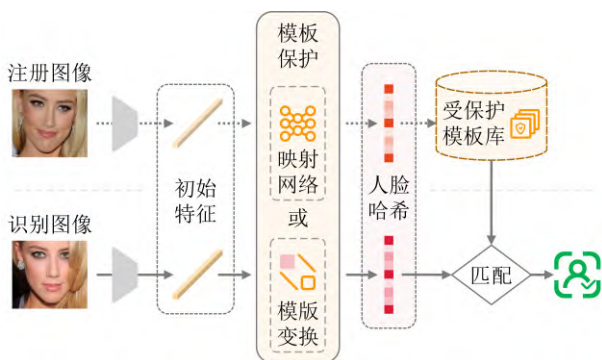 模板
保护
注册图像
映射
网络
受保护
模板库
初始
特征
或
人脸
哈希
识别图像
模版
变换
匹配